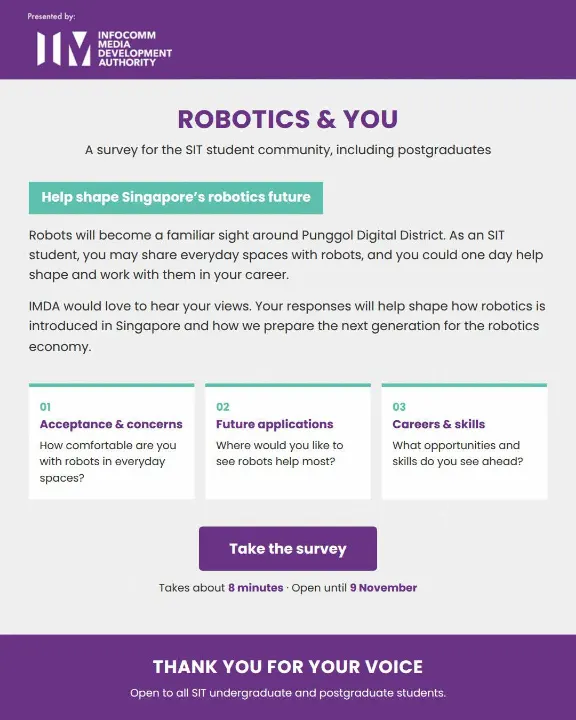 Presented by:
INFOCOMM
MEDIA
DEVELOPMENT
AUTHORITY
ROBOTICS & YOU
A survey for the SIT student community, including postgraduates
Help shape Singapore’s robotics future
Robots will become a familiar sight around Punggol Digital District. As an SIT
student, you may share everyday spaces with robots, and you could one day help
shape and work with them in your career.
IMDA would love to hear your views. Your responses will help shape how robotics is
introduced in Singapore and how we prepare the next generation for the robotics
economy.
01
Acceptance & concerns
How comfortable are you
with robots in everyday
spaces?
02
Future applications
Where would you like to
see robots help most?
03
Careers & skills
What opportunities and
skills do you see ahead?
Take the survey
Takes about 8 minutes · Open until 9 November
THANK YOU FOR YOUR VOICE
Open to all SIT undergraduate and postgraduate students.